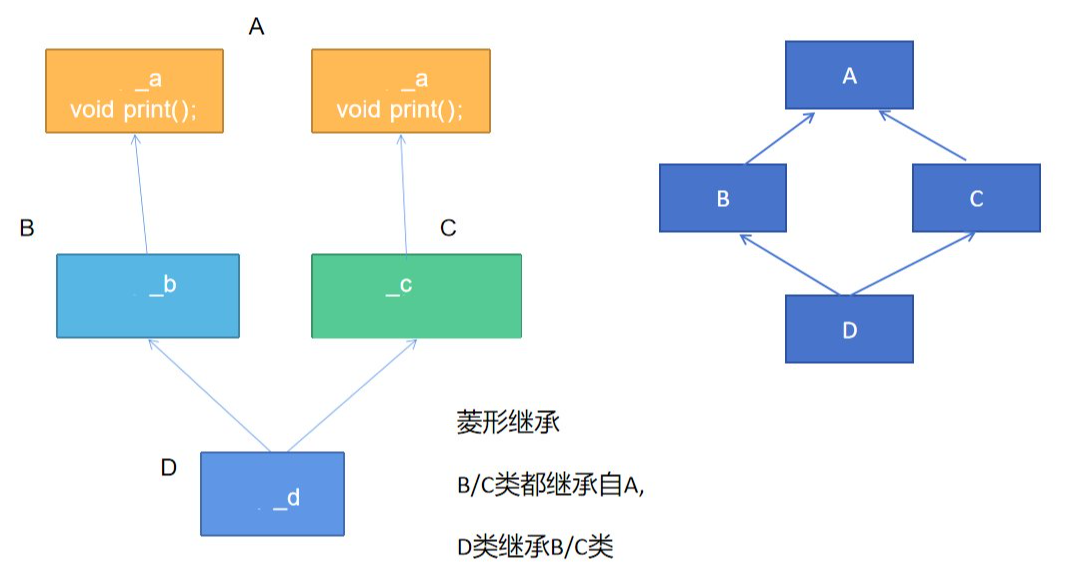 A
_a
void print();
_a
void print();
B
C
_b
_c
D
_d
A
B
C
D
菱形继承
B/C类都继承自A,
D类继承B/C类